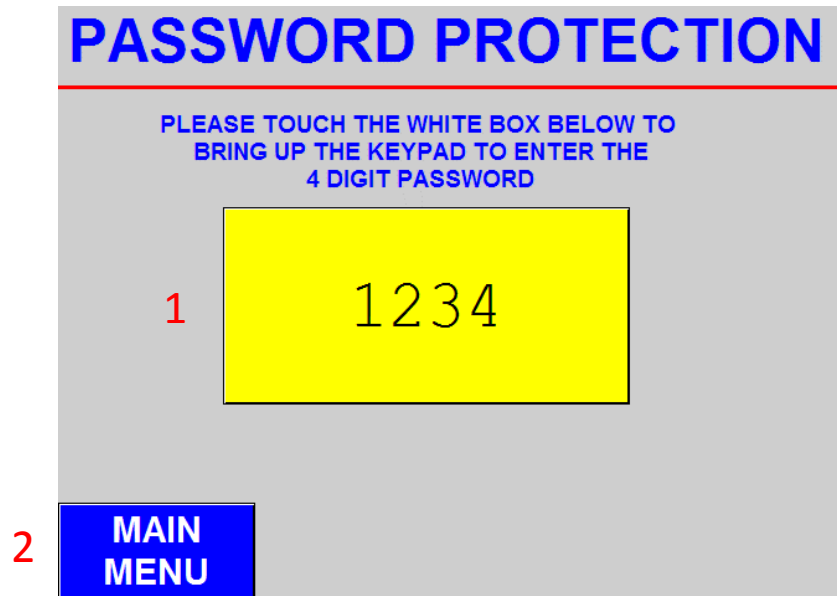 PASSWORD PROTECTION
PLEASE TOUCH THE WHITE BOX BELOW TO
BRING UP THE KEYPAD TO ENTER THE
4 DIGIT PASSWORD
1 1234
2 MAIN
MENU